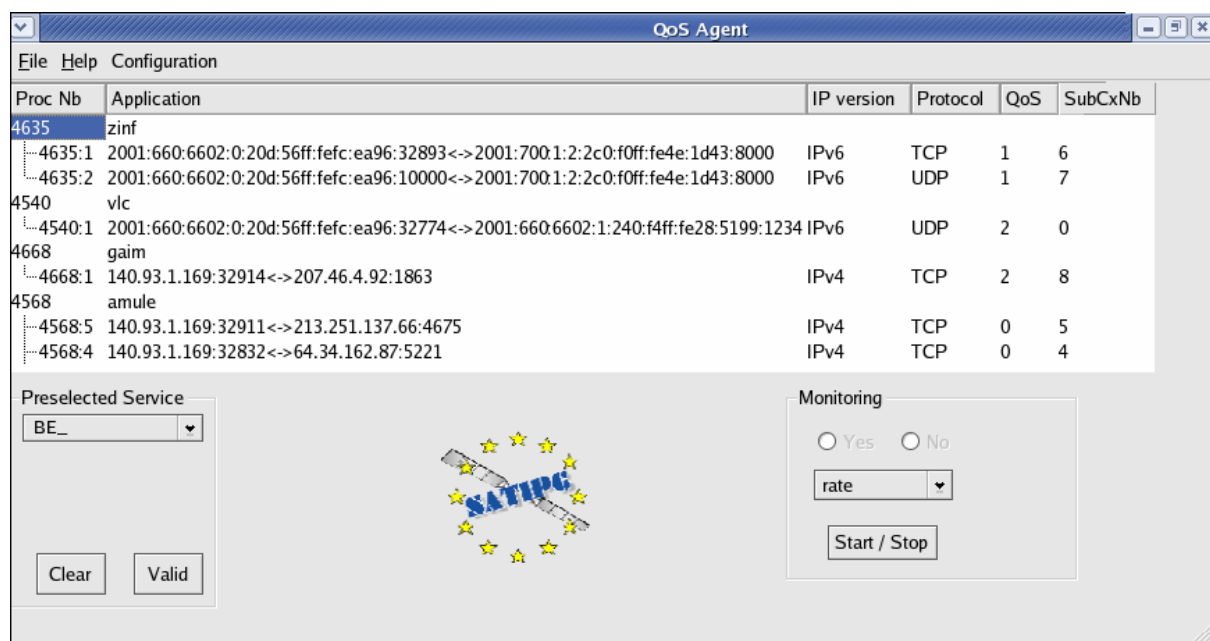 QoS Agent
File Help Configuration
Proc Nb Application IP version Protocol QoS SubCxNb
4635 zinf
4635:1 2001:660:6602:0:20d:56ff:fefc:ea96:32893<->2001:700:1:2:2c0:f0ff:fe4e:1d43:8000 IPv6 TCP 1 6
4635:2 2001:660:6602:0:20d:56ff:fefc:ea96:10000<->2001:700:1:2:2c0:f0ff:fe4e:1d43:8000 IPv6 UDP 1 7
4540 vlc
4540:1 2001:660:6602:0:20d:56ff:fefc:ea96:32774<->2001:660:6602:1:240:f4ff:fe28:5199:1234 IPv6 UDP 2 0
4668 gaim
4668:1 140.93.1.169:32914<->207.46.4.92:1863 IPv4 TCP 2 8
4568 amule
4568:5 140.93.1.169:32911<->213.251.137.66:4675 IPv4 TCP 0 5
4568:4 140.93.1.169:32832<->64.34.162.87:5221 IPv4 TCP 0 4
Preselected Service
BE_
Clear Valid
SATIP6
Monitoring
Yes No
rate
Start / Stop